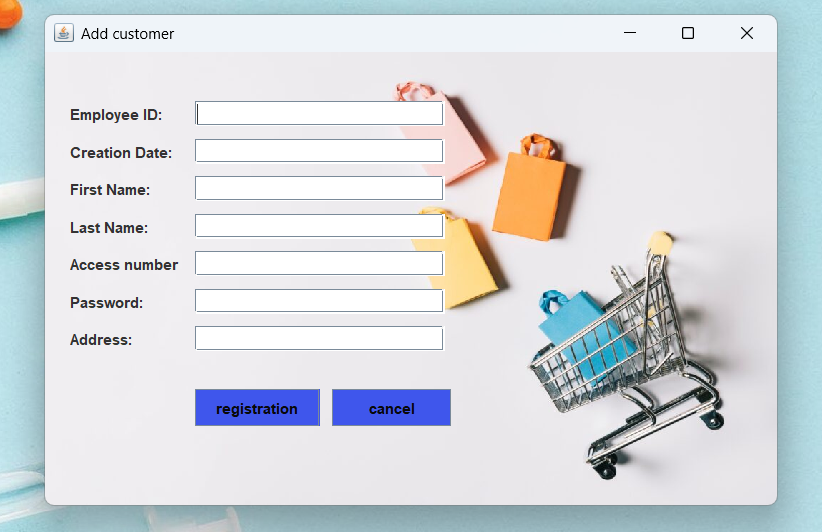 Add customer
Employee ID:
Creation Date:
First Name:
Last Name:
Access number
Password:
Address:
registration
cancel